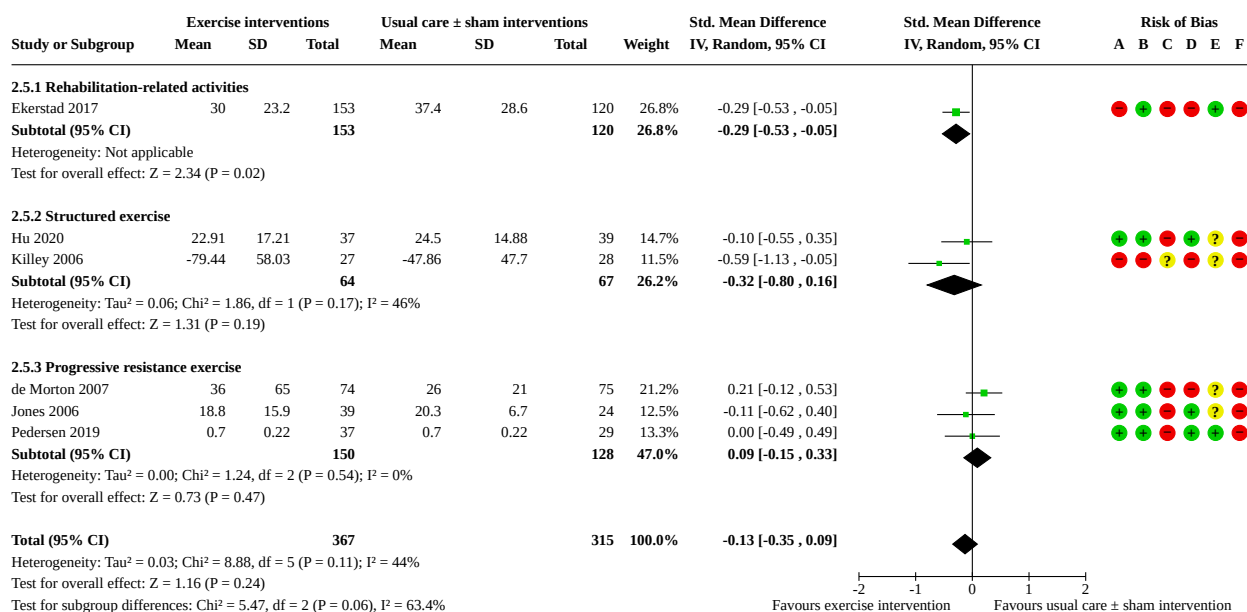 Exercise interventions Usual care ± sham interventions Std. Mean Difference Std. Mean Difference Risk of Bias
Study or Subgroup Mean SD Total Mean SD Total Weight IV, Random, 95% CI IV, Random, 95% CI A B C D E F
2.5.1 Rehabilitation-related activities
Ekerstad 2017 30 23.2 153 37.4 28.6 120 26.8% -0.29 [-0.53 , -0.05] − + − − + −
Subtotal (95% CI) 153 120 26.8% -0.29 [-0.53 , -0.05]
Heterogeneity: Not applicable
Test for overall effect: Z = 2.34 (P = 0.02)
2.5.2 Structured exercise
Hu 2020 22.91 17.21 37 24.5 14.88 39 14.7% -0.10 [-0.55 , 0.35] + + − + ? −
Killey 2006 -79.44 58.03 27 -47.86 47.7 28 11.5% -0.59 [-1.13 , -0.05] − − ? − ? −
Subtotal (95% CI) 64 67 26.2% -0.32 [-0.80 , 0.16]
Heterogeneity: Tau² = 0.06; Chi² = 1.86, df = 1 (P = 0.17); I² = 46%
Test for overall effect: Z = 1.31 (P = 0.19)
2.5.3 Progressive resistance exercise
de Morton 2007 36 65 74 26 21 75 21.2% 0.21 [-0.12 , 0.53] + + − − ? −
Jones 2006 18.8 15.9 39 20.3 6.7 24 12.5% -0.11 [-0.62 , 0.40] + + − + ? −
Pedersen 2019 0.7 0.22 37 0.7 0.22 29 13.3% 0.00 [-0.49 , 0.49] + + − + + −
Subtotal (95% CI) 150 128 47.0% 0.09 [-0.15 , 0.33]
Heterogeneity: Tau² = 0.00; Chi² = 1.24, df = 2 (P = 0.54); I² = 0%
Test for overall effect: Z = 0.73 (P = 0.47)
Total (95% CI) 367 315 100.0% -0.13 [-0.35 , 0.09]
Heterogeneity: Tau² = 0.03; Chi² = 8.88, df = 5 (P = 0.11); I² = 44%
Test for overall effect: Z = 1.16 (P = 0.24) -2 -1 0 1 2
Test for subgroup differences: Chi² = 5.47, df = 2 (P = 0.06), I² = 63.4% Favours exercise intervention Favours usual care ± sham intervention